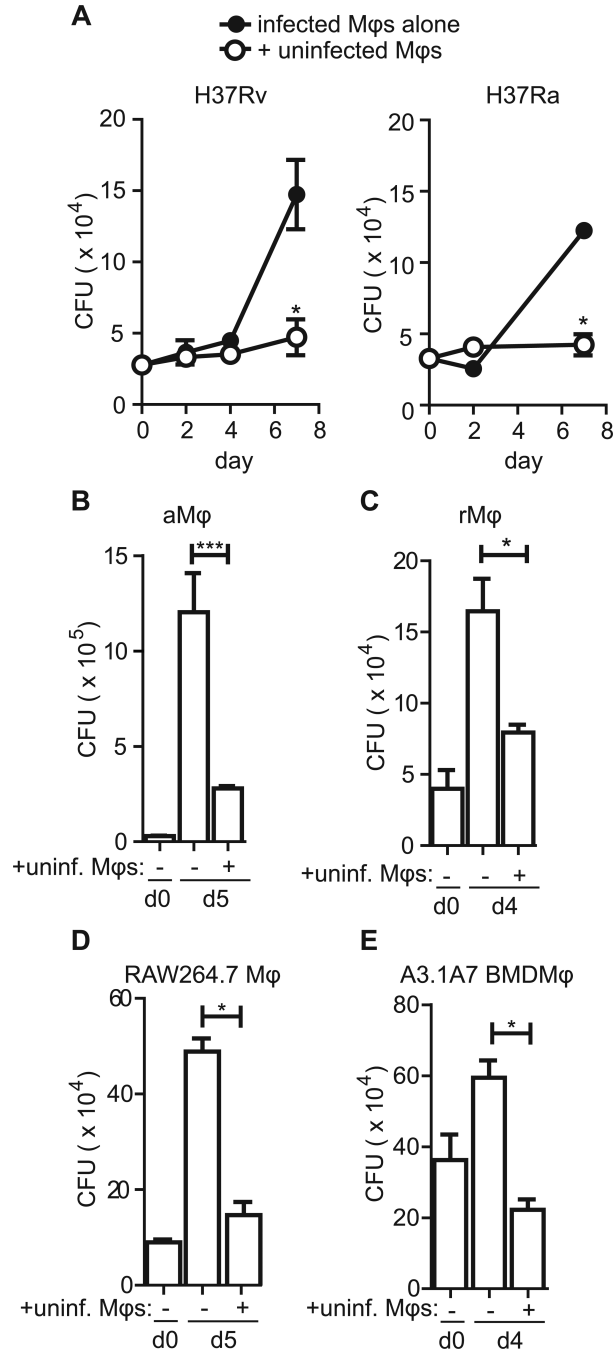 A
infected Mφs alone
+ uninfected Mφs
H37Rv
H37Ra
CFU ( x 10⁴)
20
15
10
5
0
0 2 4 6 8
day
*
CFU ( x 10⁴)
20
15
10
5
0
0 2 4 6 8
day
*
B
aMφ
CFU ( x 10⁵)
15
10
5
0
***
+uninf. Mφs: - - +
d0 d5
C
rMφ
CFU ( x 10⁴)
20
15
10
5
0
*
+uninf. Mφs: - - +
d0 d4
D
RAW264.7 Mφ
CFU ( x 10⁴)
60
40
20
0
*
+uninf. Mφs: - - +
d0 d5
E
A3.1A7 BMDMφ
CFU ( x 10⁴)
80
60
40
20
0
*
+uninf. Mφs: - - +
d0 d4